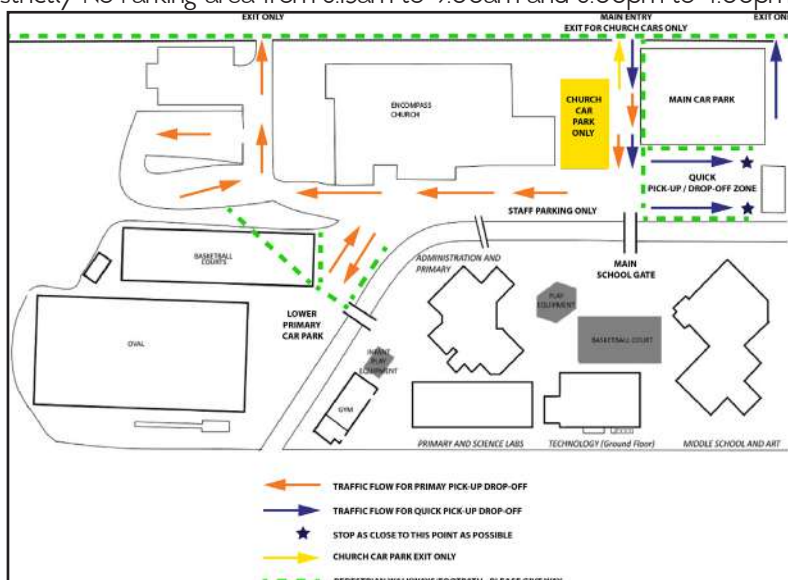 strictly No Parking area from 8.15am to 9.00am and 3.00pm to 4.00pm
EXIT ONLY
MAIN ENTRY
EXIT FOR CHURCH CARS ONLY
EXIT ONL
ENCOMPASS
CHURCH
CHURCH
CAR
PARK
ONLY
MAIN CAR PARK
QUICK
PICK-UP / DROP-OFF ZONE
STAFF PARKING ONLY
BASKETBALL
COURTS
ADMINISTRATION AND
PRIMARY
MAIN
SCHOOL GATE
PLAY
EQUIPMENT
LOWER
PRIMARY
CAR PARK
OVAL
BASKETBALL COURT
INFANT
PLAY
EQUIPMENT
GYM
PRIMARY AND SCIENCE LABS
TECHNOLOGY (Ground Floor)
MIDDLE SCHOOL AND ART
TRAFFIC FLOW FOR PRIMAY PICK-UP DROP-OFF
TRAFFIC FLOW FOR QUICK PICK-UP DROP-OFF
STOP AS CLOSE TO THIS POINT AS POSSIBLE
CHURCH CAR PARK EXIT ONLY